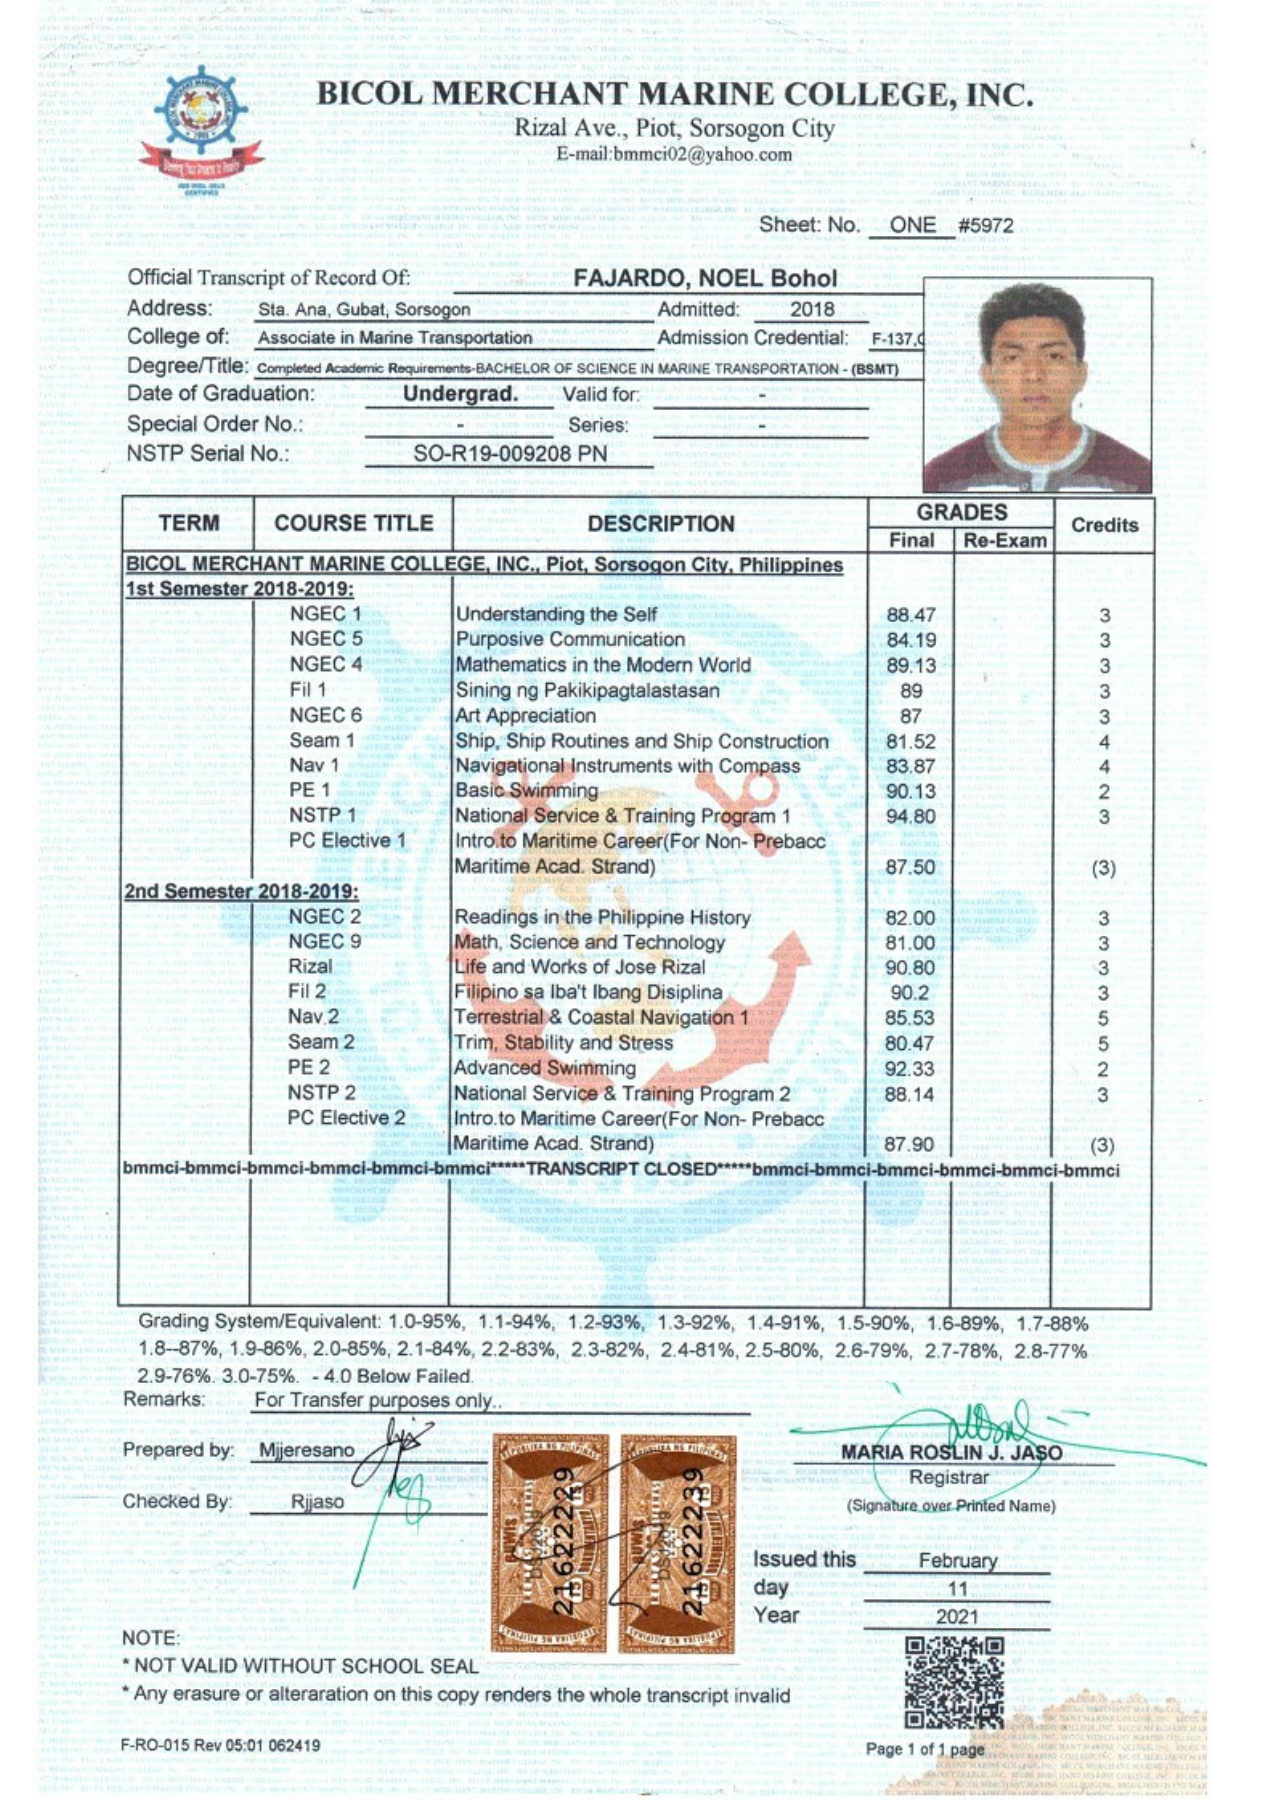 BICOL MERCHANT MARINE COLLEGE, INC.
Rizal Ave., Piot, Sorsogon City
E-mail:bmmci02@yahoo.com
Sheet: No. ONE #5972
Official Transcript of Record Of: FAJARDO, NOEL Bohol
Address: Sta. Ana, Gubat, Sorsogon Admitted: 2018
College of: Associate in Marine Transportation Admission Credential: F-137,
Degree/Title: Completed Academic Requirements-BACHELOR OF SCIENCE IN MARINE TRANSPORTATION - (BSMT)
Date of Graduation: Undergrad. Valid for: -
Special Order No.: - Series: -
NSTP Serial No.: SO-R19-009208 PN
TERM COURSE TITLE DESCRIPTION GRADES Credits
Final Re-Exam
BICOL MERCHANT MARINE COLLEGE, INC., Piot, Sorsogon City, Philippines
1st Semester 2018-2019:
NGEC 1 Understanding the Self 88.47 3
NGEC 5 Purposive Communication 84.19 3
NGEC 4 Mathematics in the Modern World 89.13 3
Fil 1 Sining ng Pakikipagtalastasan 89 3
NGEC 6 Art Appreciation 87 3
Seam 1 Ship, Ship Routines and Ship Construction 81.52 4
Nav 1 Navigational Instruments with Compass 83.87 4
PE 1 Basic Swimming 90.13 2
NSTP 1 National Service & Training Program 1 94.80 3
PC Elective 1 Intro.to Maritime Career(For Non- Prebacc
Maritime Acad. Strand) 87.50 (3)
2nd Semester 2018-2019:
NGEC 2 Readings in the Philippine History 82.00 3
NGEC 9 Math, Science and Technology 81.00 3
Rizal Life and Works of Jose Rizal 90.80 3
Fil 2 Filipino sa Iba't Ibang Disiplina 90.2 3
Nav 2 Terrestrial & Coastal Navigation 1 85.53 5
Seam 2 Trim, Stability and Stress 80.47 5
PE 2 Advanced Swimming 92.33 2
NSTP 2 National Service & Training Program 2 88.14 3
PC Elective 2 Intro.to Maritime Career(For Non- Prebacc
Maritime Acad. Strand) 87.90 (3)
bmmci-bmmci-bmmci-bmmci-bmmci-bmmci*****TRANSCRIPT CLOSED*****bmmci-bmmci-bmmci-bmmci-bmmci-bmmci
Grading System/Equivalent: 1.0-95%, 1.1-94%, 1.2-93%, 1.3-92%, 1.4-91%, 1.5-90%, 1.6-89%, 1.7-88%
1.8--87%, 1.9-86%, 2.0-85%, 2.1-84%, 2.2-83%, 2.3-82%, 2.4-81%, 2.5-80%, 2.6-79%, 2.7-78%, 2.8-77%
2.9-76%. 3.0-75%. - 4.0 Below Failed.
Remarks: For Transfer purposes only..
Prepared by: Mjjeresano
Checked By: Rjjaso
21622229
21622239
MARIA ROSLIN J. JASO
Registrar
(Signature over Printed Name)
Issued this February
day 11
Year 2021
NOTE:
* NOT VALID WITHOUT SCHOOL SEAL
* Any erasure or alteraration on this copy renders the whole transcript invalid
F-RO-015 Rev 05:01 062419
Page 1 of 1 page